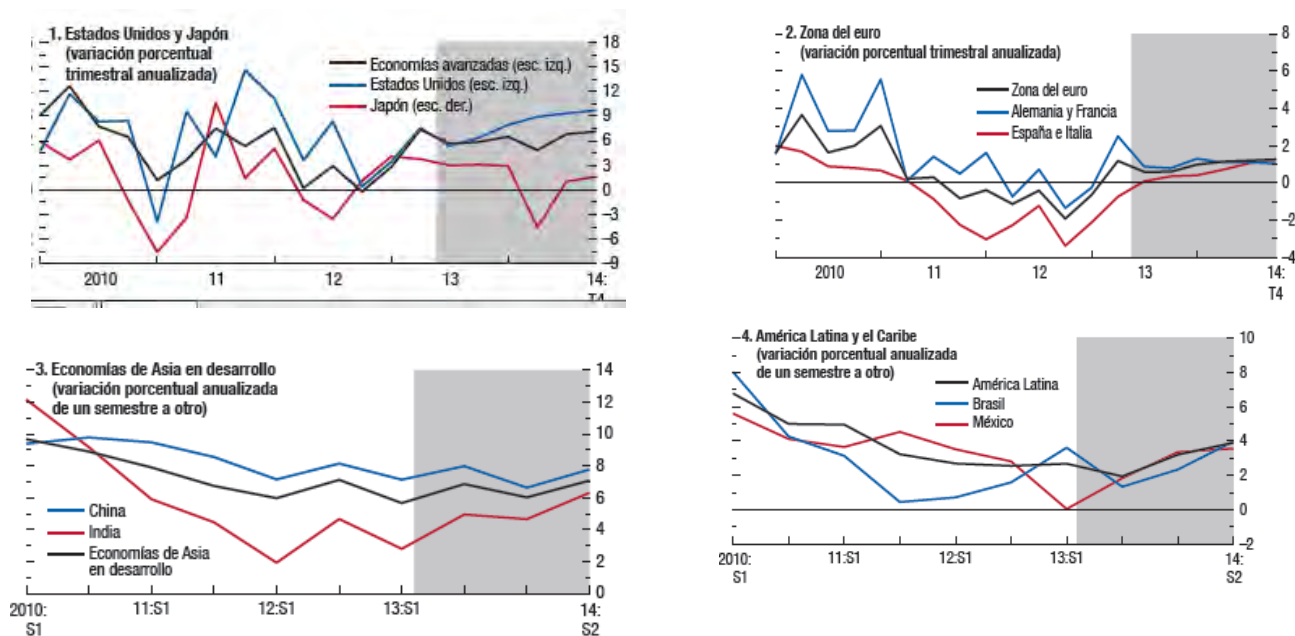 1. Estados Unidos y Japón
(variación porcentual
trimestral anualizada)
Economías avanzadas (esc. izq.)
Estados Unidos (esc. izq.)
Japón (esc. der.)
18
15
12
9
6
3
0
–3
–6
–9
2010
11
12
13
14:
T4
2. Zona del euro
(variación porcentual trimestral anualizada)
Zona del euro
Alemania y Francia
España e Italia
8
6
4
2
0
–2
–4
2010
11
12
13
14:
T4
3. Economías de Asia en desarrollo
(variación porcentual anualizada
de un semestre a otro)
China
India
Economías de Asia
en desarrollo
14
12
10
8
6
4
2
0
2010:
S1
11:S1
12:S1
13:S1
14:
S2
4. América Latina y el Caribe
(variación porcentual anualizada
de un semestre a otro)
América Latina
Brasil
México
10
8
6
4
2
0
–2
2010:
S1
11:S1
12:S1
13:S1
14:
S2